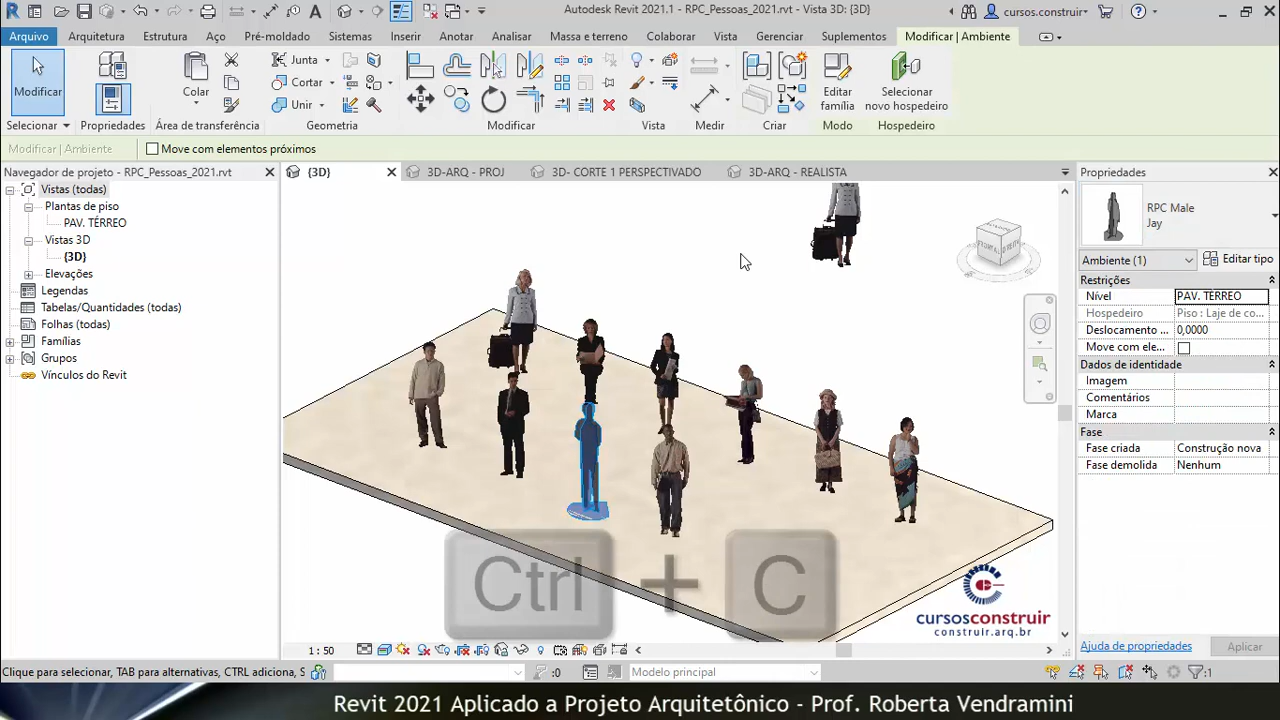 Autodesk Revit 2021.1 - RPC_Pessoas_2021.rvt - Vista 3D: {3D}
cursos.construir
Arquivo Arquitetura Estrutura Aço Pré-moldado Sistemas Inserir Anotar Analisar Massa e terreno Colaborar Vista Gerenciar Suplementos Modificar | Ambiente
Modificar
Colar
Junta
Cortar
Unir
Editar família
Selecionar novo hospedeiro
Selecionar Propriedades Área de transferência Geometria Modificar Vista Medir Criar Modo Hospedeiro
Modificar | Ambiente Move com elementos próximos
Navegador de projeto - RPC_Pessoas_2021.rvt
{3D} 3D-ARQ - PROJ 3D- CORTE 1 PERSPECTIVADO 3D-ARQ - REALISTA
Vistas (todas)
Plantas de piso
PAV. TÉRREO
Vistas 3D
{3D}
Elevações
Legendas
Tabelas/Quantidades (todas)
Folhas (todas)
Famílias
Grupos
Vínculos do Revit
Propriedades
RPC Male
Jay
Ambiente (1) Editar tipo
Restrições
Nível PAV. TÉRREO
Hospedeiro Piso : Laje de co...
Deslocamento ... 0,0000
Move com ele...
Dados de identidade
Imagem
Comentários
Marca
Fase
Fase criada Construção nova
Fase demolida Nenhum
Ctrl + C
cursosconstruir
construir.arq.br
Ajuda de propriedades Aplicar
1 : 50
Clique para selecionar, TAB para alternativas, CTRL adiciona, S
:0
Modelo principal
:1
Revit 2021 Aplicado a Projeto Arquitetônico - Prof. Roberta Vendramini